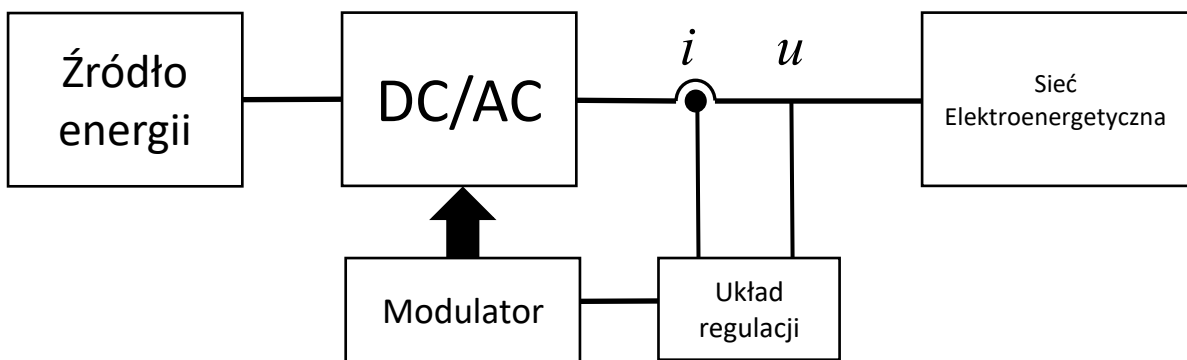 Źródło
energii
DC/AC
i
u
Sieć
Elektroenergetyczna
Modulator
Układ
regulacji